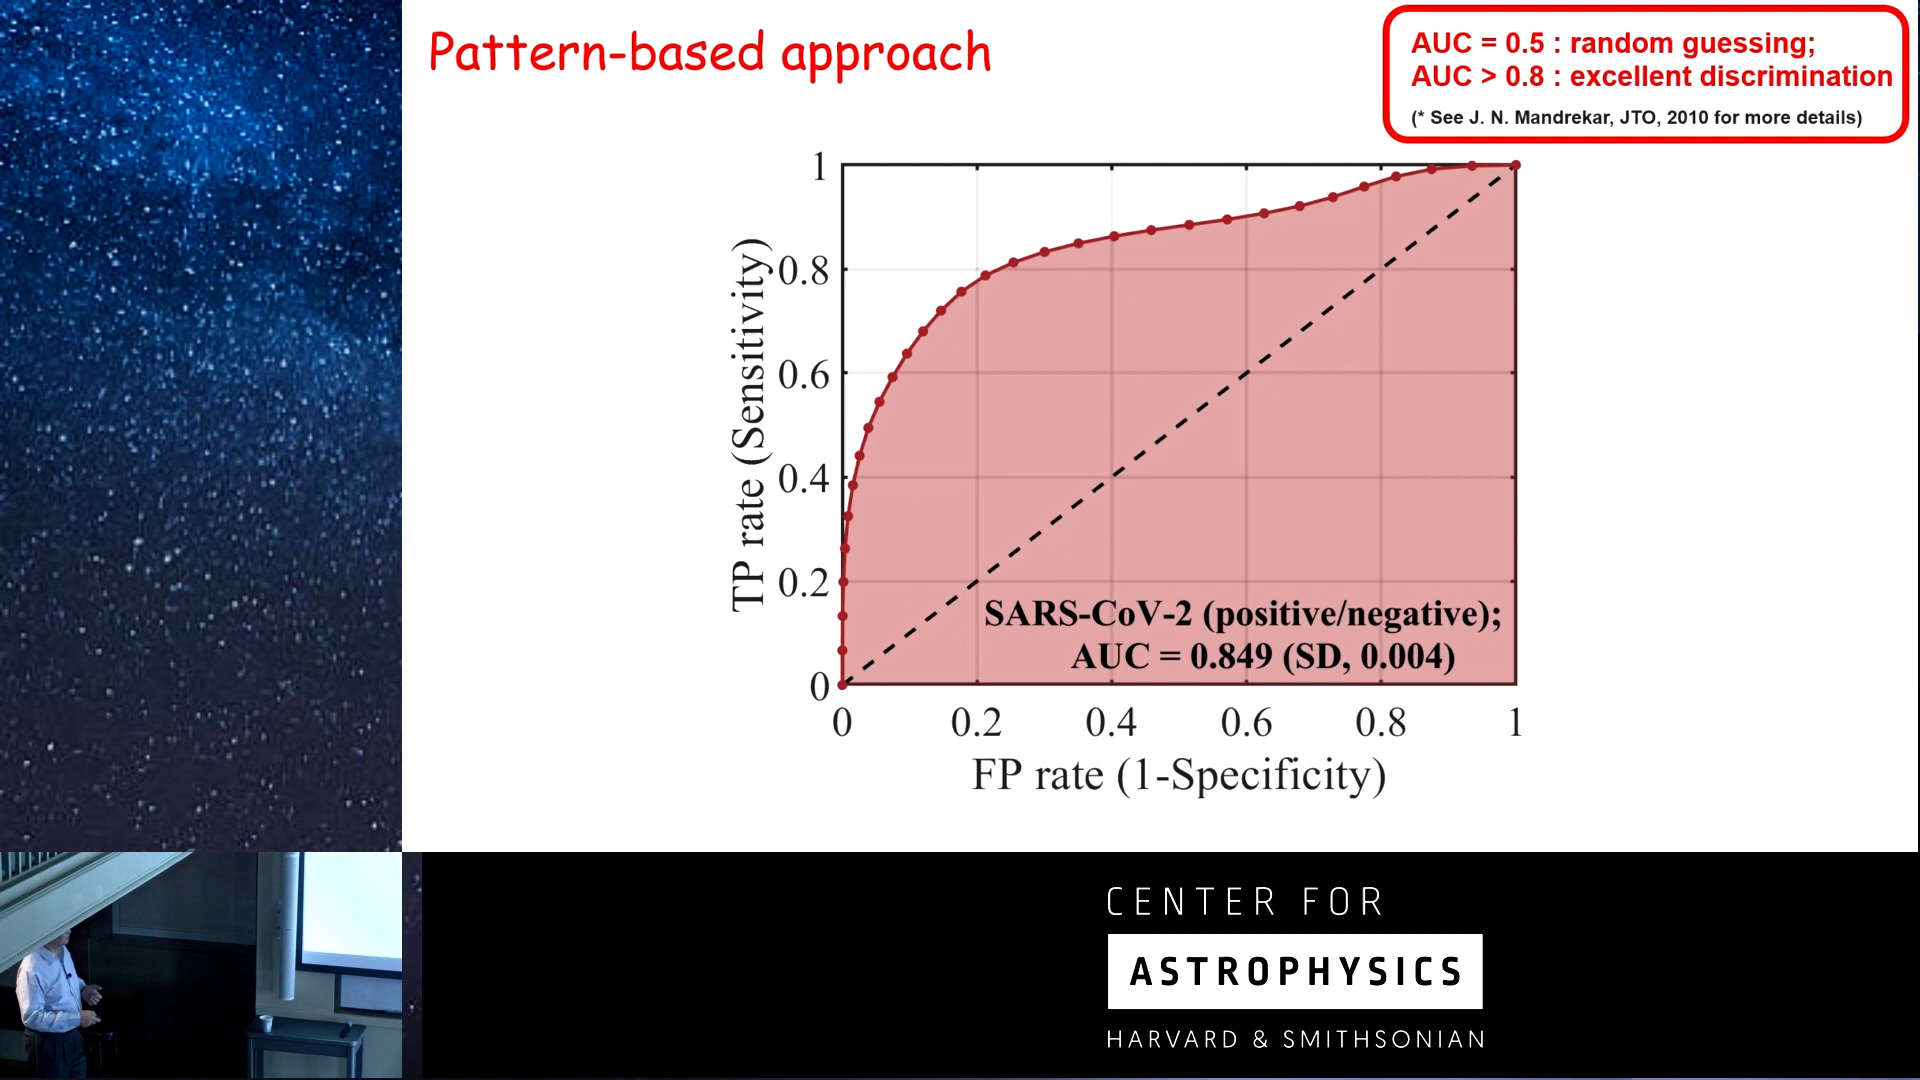 Pattern-based approach
AUC = 0.5 : random guessing;
AUC > 0.8 : excellent discrimination
(* See J. N. Mandrekar, JTO, 2010 for more details)
TP rate (Sensitivity)
1
0.8
0.6
0.4
0.2
0
SARS-CoV-2 (positive/negative);
AUC = 0.849 (SD, 0.004)
0 0.2 0.4 0.6 0.8 1
FP rate (1-Specificity)
CENTER FOR
ASTROPHYSICS
HARVARD & SMITHSONIAN